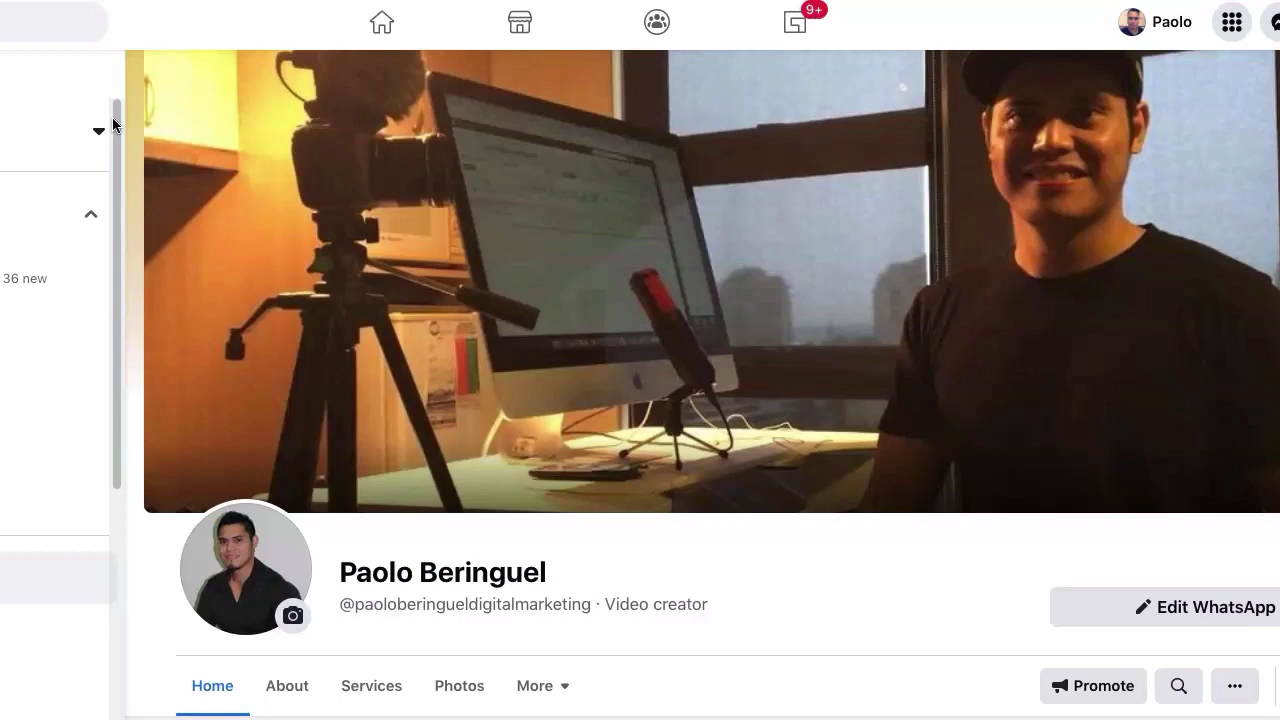 9+
Paolo
36 new
Paolo Beringuel
@paoloberingueldigitalmarketing · Video creator
Edit WhatsApp
Home
About
Services
Photos
More
Promote